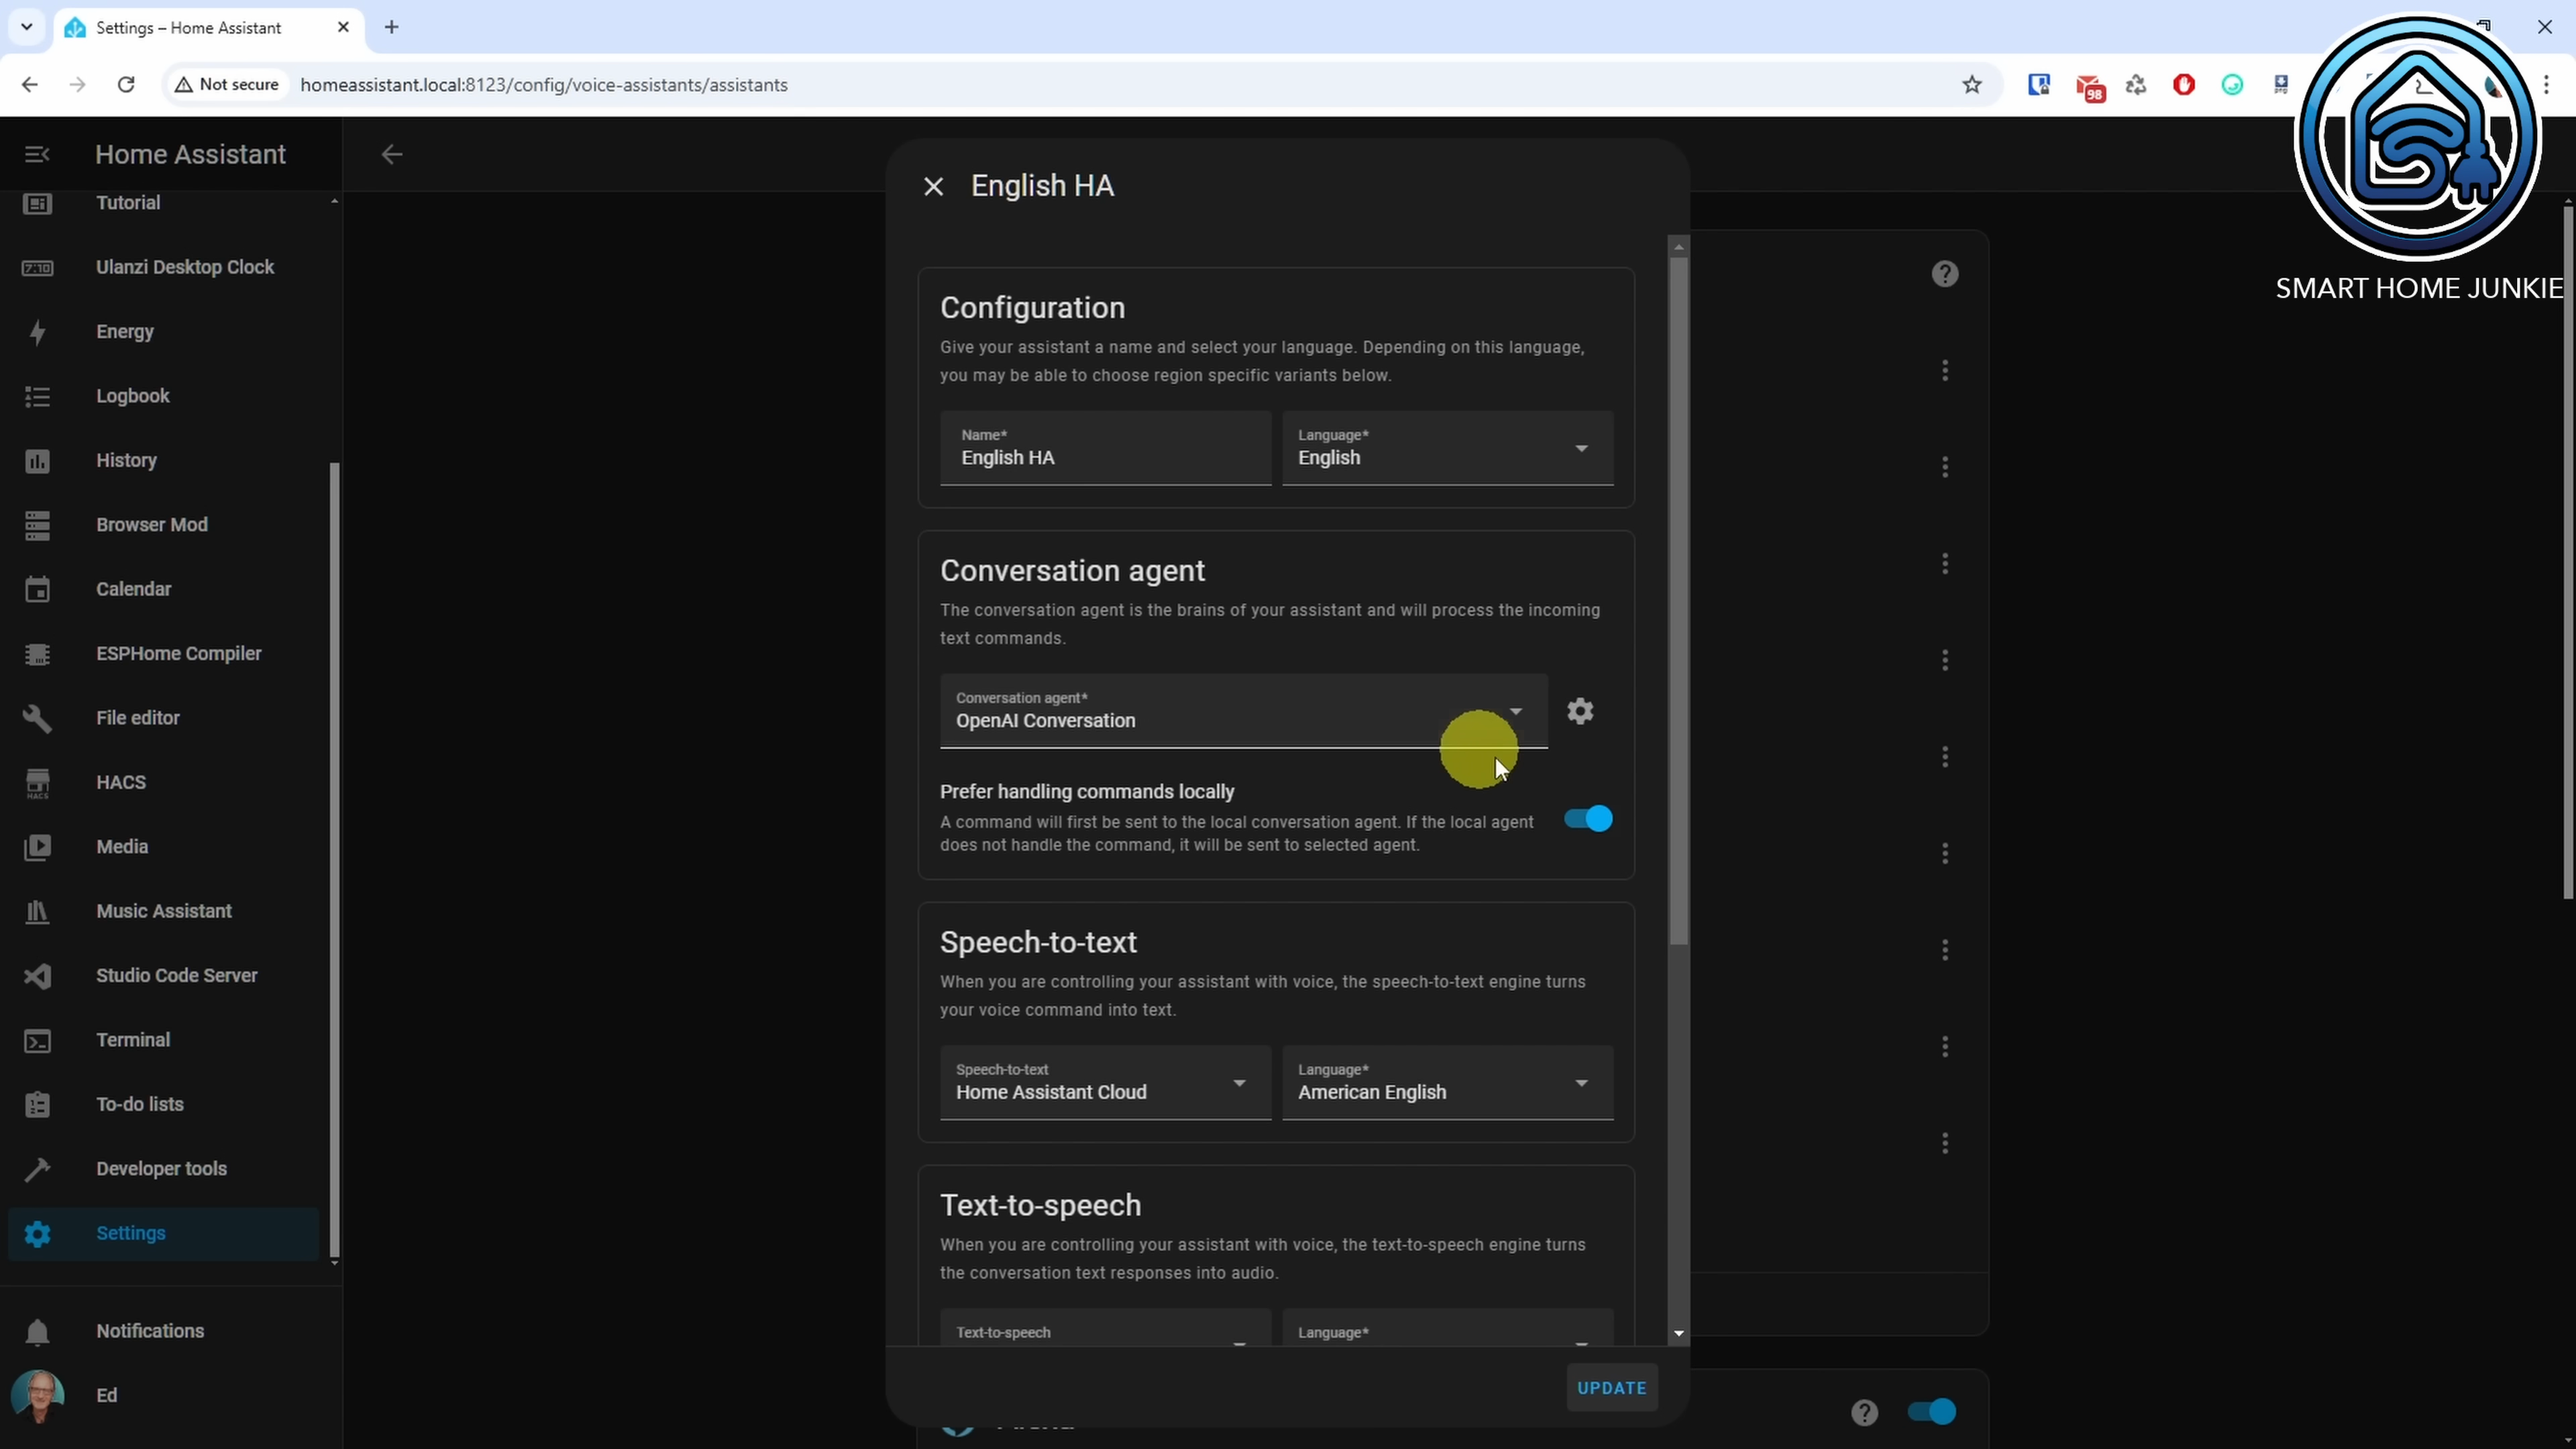 Settings – Home Assistant
Not secure
homeassistant.local:8123/config/voice-assistants/assistants
98
SMART HOME JUNKIE
Home Assistant
Tutorial
7:10
Ulanzi Desktop Clock
Energy
Logbook
History
Browser Mod
Calendar
ESPHome Compiler
File editor
HACS
HACS
Media
Music Assistant
Studio Code Server
Terminal
To-do lists
Developer tools
Settings
Notifications
Ed
English HA
Configuration
Give your assistant a name and select your language. Depending on this language,
you may be able to choose region specific variants below.
Name*
English HA
Language*
English
Conversation agent
The conversation agent is the brains of your assistant and will process the incoming
text commands.
Conversation agent*
OpenAI Conversation
Prefer handling commands locally
A command will first be sent to the local conversation agent. If the local agent
does not handle the command, it will be sent to selected agent.
Speech-to-text
When you are controlling your assistant with voice, the speech-to-text engine turns
your voice command into text.
Speech-to-text
Home Assistant Cloud
Language*
American English
Text-to-speech
When you are controlling your assistant with voice, the text-to-speech engine turns
the conversation text responses into audio.
Text-to-speech
Language*
UPDATE